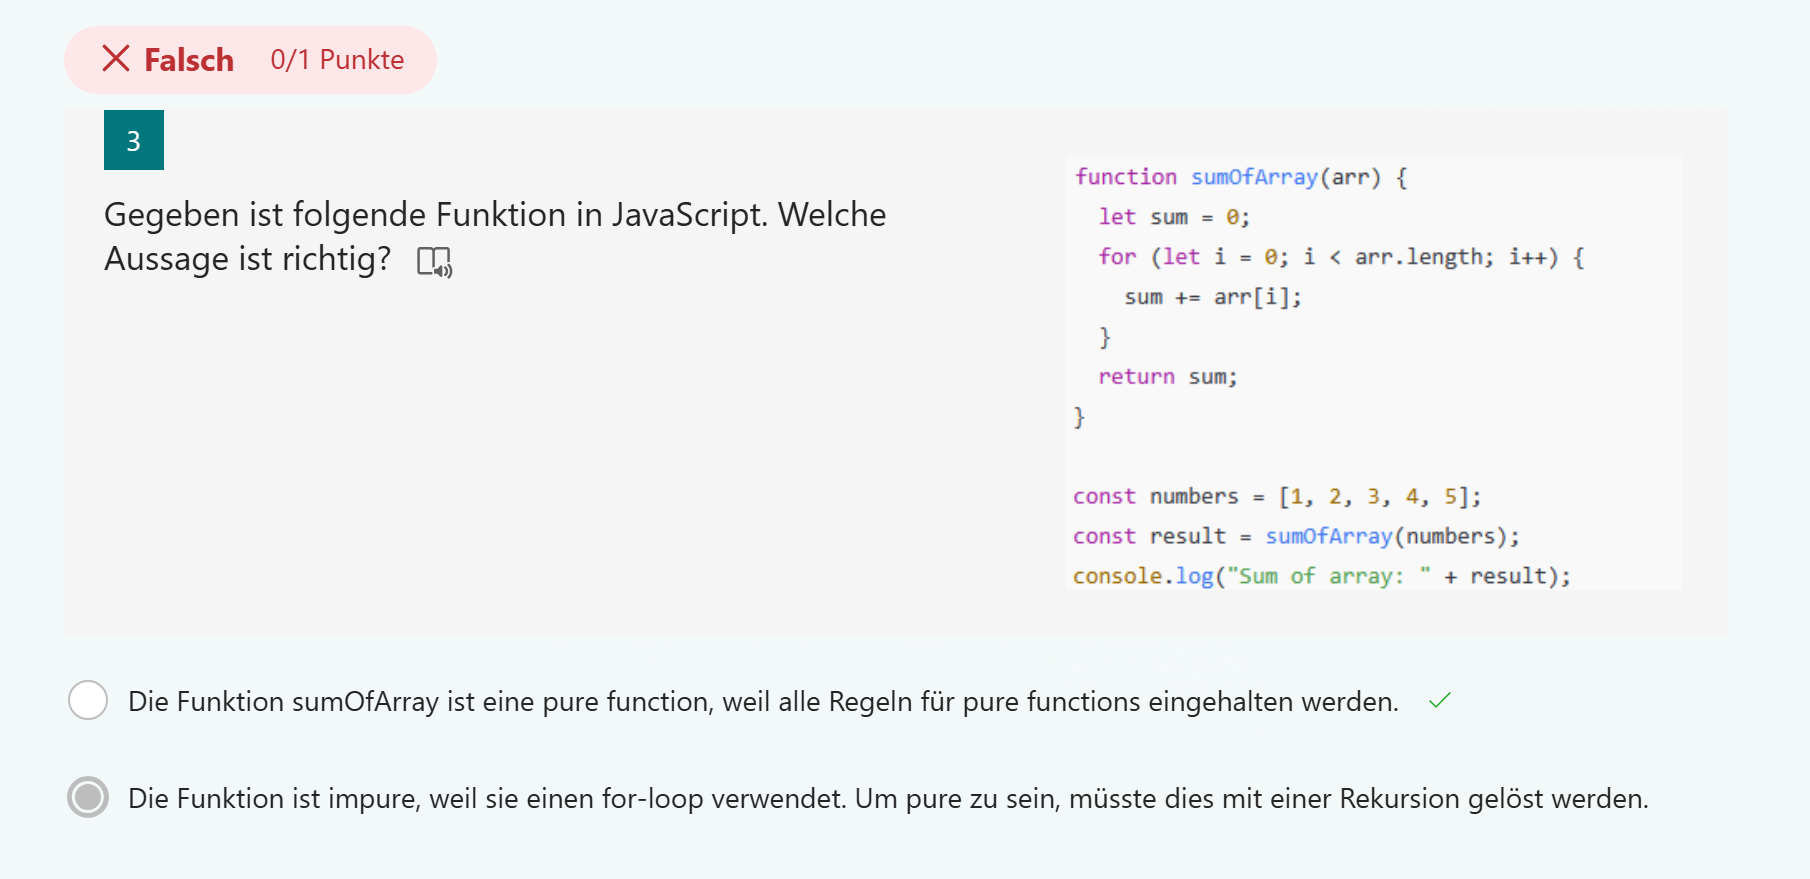 Falsch 0/1 Punkte
3
Gegeben ist folgende Funktion in JavaScript. Welche
Aussage ist richtig?
function sumOfArray(arr) {
  let sum = 0;
  for (let i = 0; i < arr.length; i++) {
    sum += arr[i];
  }
  return sum;
}
const numbers = [1, 2, 3, 4, 5];
const result = sumOfArray(numbers);
console.log("Sum of array: " + result);
Die Funktion sumOfArray ist eine pure function, weil alle Regeln für pure functions eingehalten werden.
Die Funktion ist impure, weil sie einen for-loop verwendet. Um pure zu sein, müsste dies mit einer Rekursion gelöst werden.